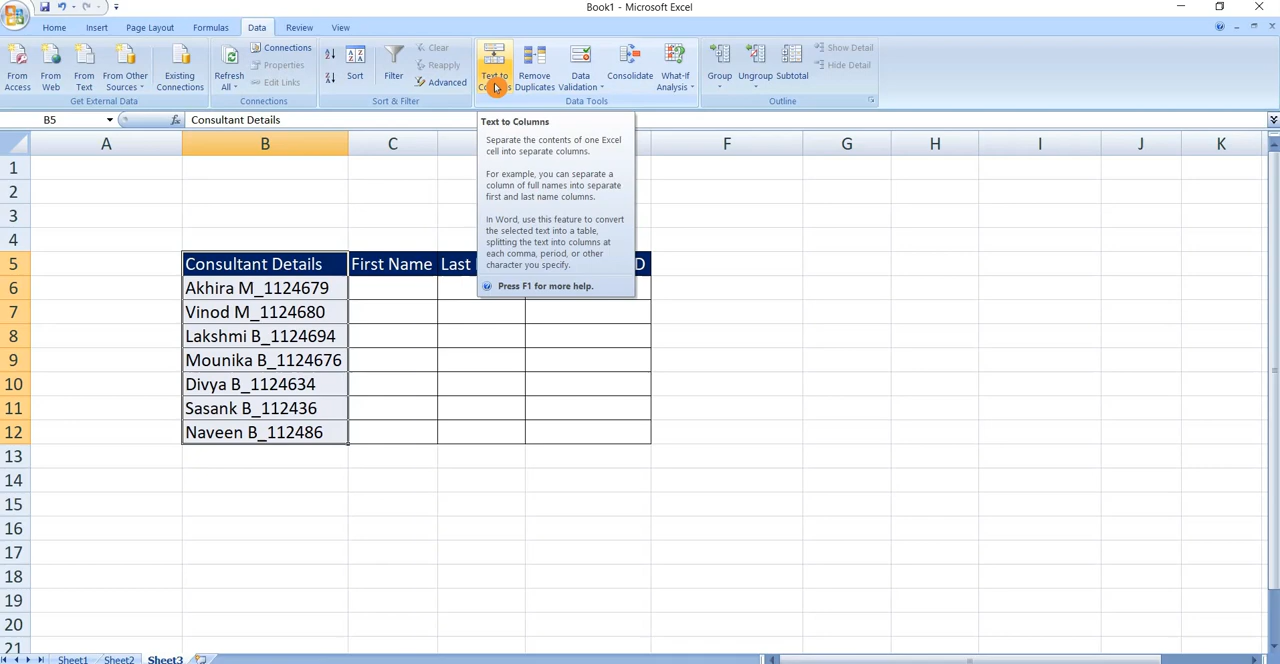 Book1 - Microsoft Excel
Home Insert Page Layout Formulas Data Review View
From Access
From Web
From Text
From Other Sources
Existing Connections
Get External Data
Refresh All
Connections
Properties
Edit Links
Connections
Sort
Filter
Clear
Reapply
Advanced
Sort & Filter
Text to
Remove Duplicates
Data Validation
Consolidate
What-If Analysis
Data Tools
Group
Ungroup
Subtotal
Show Detail
Hide Detail
Outline
B5 fx Consultant Details
Text to Columns
Separate the contents of one Excel
cell into separate columns.
For example, you can separate a
column of full names into separate
first and last name columns.
In Word, use this feature to convert
the selected text into a table,
splitting the text into columns at
each comma, period, or other
character you specify.
Press F1 for more help.
A B C F G H I J K
1
2
3
4
5 Consultant Details First Name Last D
6 Akhira M_1124679
7 Vinod M_1124680
8 Lakshmi B_1124694
9 Mounika B_1124676
10 Divya B_1124634
11 Sasank B_112436
12 Naveen B_112486
13
14
15
16
17
18
19
20
21
Sheet1 Sheet2 Sheet3